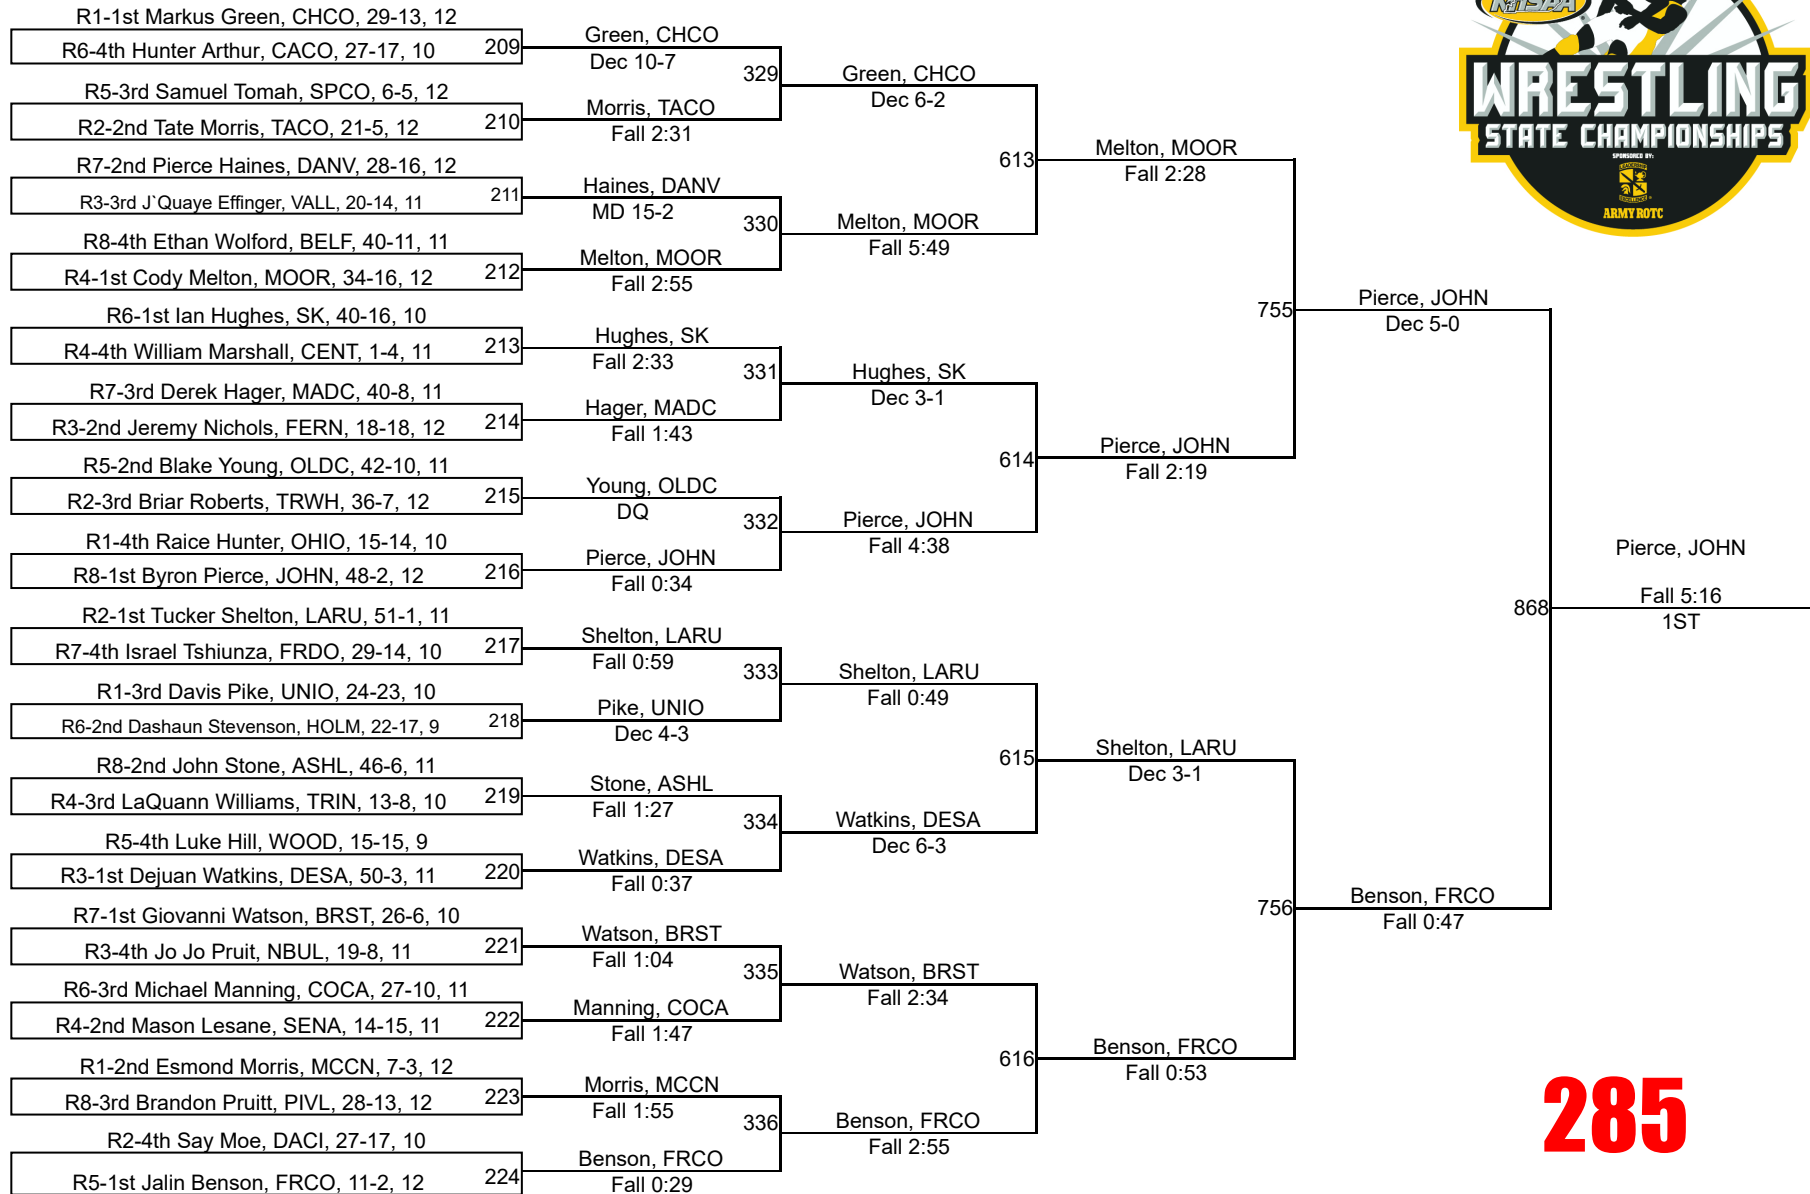 R1-1st Markus Green, CHCO, 29-13, 12
R6-4th Hunter Arthur, CACO, 27-17, 10
209
R5-3rd Samuel Tomah, SPCO, 6-5, 12
R2-2nd Tate Morris, TACO, 21-5, 12
210
R7-2nd Pierce Haines, DANV, 28-16, 12
R3-3rd J`Quaye Effinger, VALL, 20-14, 11
211
R8-4th Ethan Wolford, BELF, 40-11, 11
R4-1st Cody Melton, MOOR, 34-16, 12
212
R6-1st Ian Hughes, SK, 40-16, 10
R4-4th William Marshall, CENT, 1-4, 11
213
R7-3rd Derek Hager, MADC, 40-8, 11
R3-2nd Jeremy Nichols, FERN, 18-18, 12
214
R5-2nd Blake Young, OLDC, 42-10, 11
R2-3rd Briar Roberts, TRWH, 36-7, 12
215
R1-4th Raice Hunter, OHIO, 15-14, 10
R8-1st Byron Pierce, JOHN, 48-2, 12
216
R2-1st Tucker Shelton, LARU, 51-1, 11
R7-4th Israel Tshiunza, FRDO, 29-14, 10
217
R1-3rd Davis Pike, UNIO, 24-23, 10
R6-2nd Dashaun Stevenson, HOLM, 22-17, 9
218
R8-2nd John Stone, ASHL, 46-6, 11
R4-3rd LaQuann Williams, TRIN, 13-8, 10
219
R5-4th Luke Hill, WOOD, 15-15, 9
R3-1st Dejuan Watkins, DESA, 50-3, 11
220
R7-1st Giovanni Watson, BRST, 26-6, 10
R3-4th Jo Jo Pruit, NBUL, 19-8, 11
221
R6-3rd Michael Manning, COCA, 27-10, 11
R4-2nd Mason Lesane, SENA, 14-15, 11
222
R1-2nd Esmond Morris, MCCN, 7-3, 12
R8-3rd Brandon Pruitt, PIVL, 28-13, 12
223
R2-4th Say Moe, DACI, 27-17, 10
R5-1st Jalin Benson, FRCO, 11-2, 12
224
Green, CHCO
Dec 10-7
329
Morris, TACO
Fall 2:31
Haines, DANV
MD 15-2
330
Melton, MOOR
Fall 2:55
Hughes, SK
Fall 2:33
331
Hager, MADC
Fall 1:43
Young, OLDC
DQ
332
Pierce, JOHN
Fall 0:34
Shelton, LARU
Fall 0:59
333
Pike, UNIO
Dec 4-3
Stone, ASHL
Fall 1:27
334
Watkins, DESA
Fall 0:37
Watson, BRST
Fall 1:04
335
Manning, COCA
Fall 1:47
Morris, MCCN
Fall 1:55
336
Benson, FRCO
Fall 0:29
Green, CHCO
Dec 6-2
613
Melton, MOOR
Fall 5:49
Hughes, SK
Dec 3-1
614
Pierce, JOHN
Fall 4:38
Shelton, LARU
Fall 0:49
615
Watkins, DESA
Dec 6-3
Watson, BRST
Fall 2:34
616
Benson, FRCO
Fall 2:55
Melton, MOOR
Fall 2:28
755
Pierce, JOHN
Fall 2:19
Shelton, LARU
Dec 3-1
756
Benson, FRCO
Fall 0:53
Pierce, JOHN
Dec 5-0
868
Benson, FRCO
Fall 0:47
Pierce, JOHN
Fall 5:16
1ST
WRESTLING
STATE CHAMPIONSHIPS
SPONSORED BY:
ARMY ROTC
285